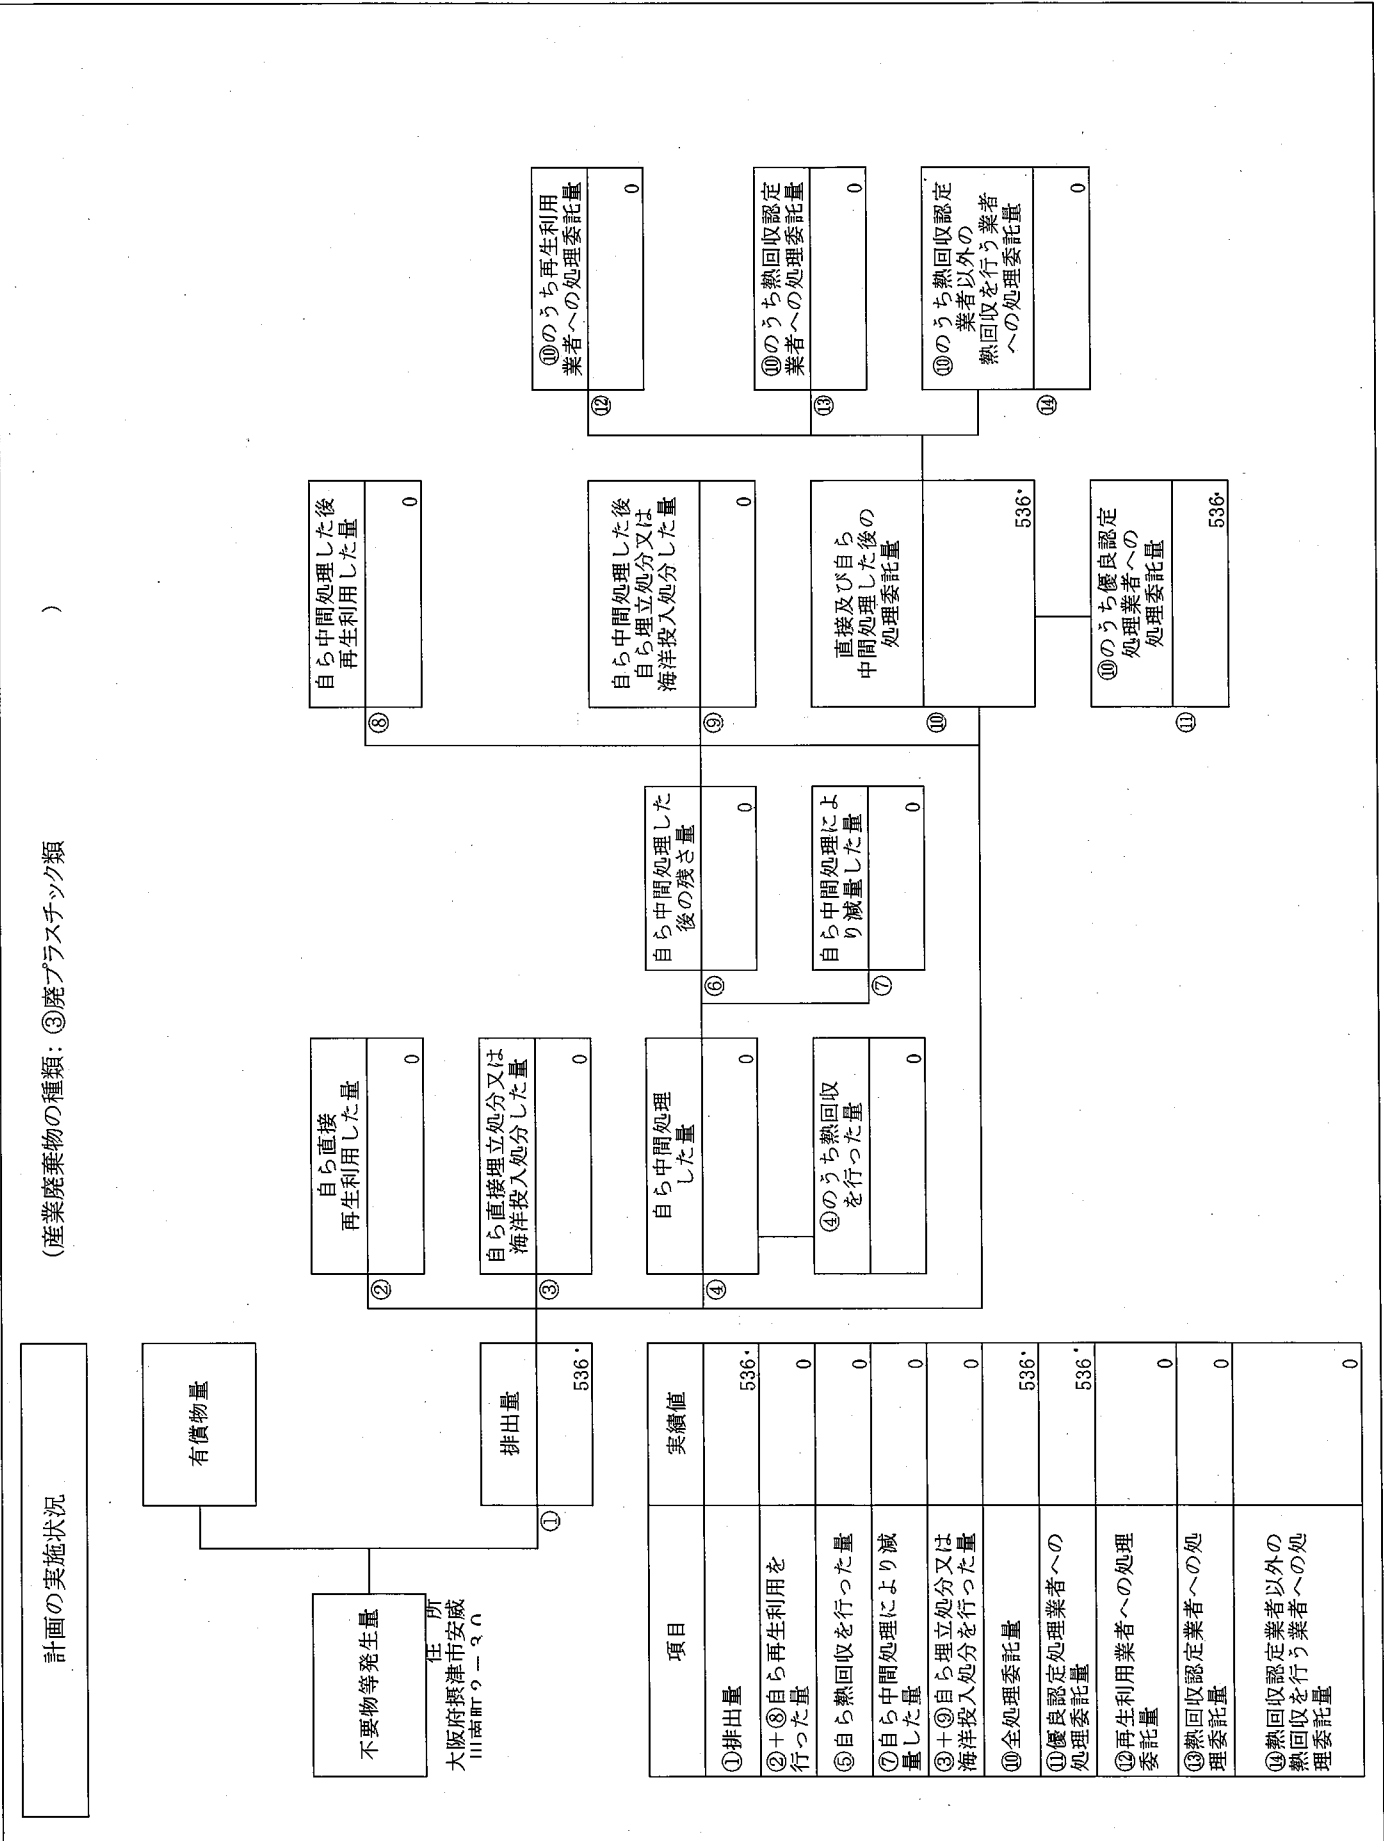 計画の実施状況
(産業廃棄物の種類：③廃プラスチック類 )
不要物等発生量
有償物量
排出量
①
536
自ら直接
再生利用した量
②
0
自ら直接埋立処分又は
海洋投入処分した量
③
0
自ら中間処理
した量
④
0
④のうち熱回収
を行った量
0
自ら中間処理した
後の残さ量
⑥
0
自ら中間処理によ
り減量した量
⑦
0
自ら中間処理した後
再生利用した量
⑧
0
自ら中間処理した後
自ら埋立処分又は
海洋投入処分した量
⑨
0
直接及び自ら
中間処理した後の
処理委託量
⑩
536
⑩のうち優良認定
処理業者への
処理委託量
⑪
536
⑩のうち再生利用
業者への処理委託量
⑫
0
⑩のうち熱回収認定
業者への処理委託量
⑬
0
⑩のうち熱回収認定
業者以外の
熱回収を行う業者
への処理委託量
⑭
0
住 所
大阪府摂津市安威
項目 実績値
①排出量 536
②＋⑧自ら再生利用を
行った量 0
⑤自ら熱回収を行った量 0
⑦自ら中間処理により減
量した量 0
③＋⑨自ら埋立処分又は
海洋投入処分を行った量 0
⑩全処理委託量 536
⑪優良認定処理業者への
処理委託量 536
⑫再生利用業者への処理
委託量 0
⑬熱回収認定業者への処
理委託量 0
⑭熱回収認定業者以外の
熱回収を行う業者への処
理委託量 0